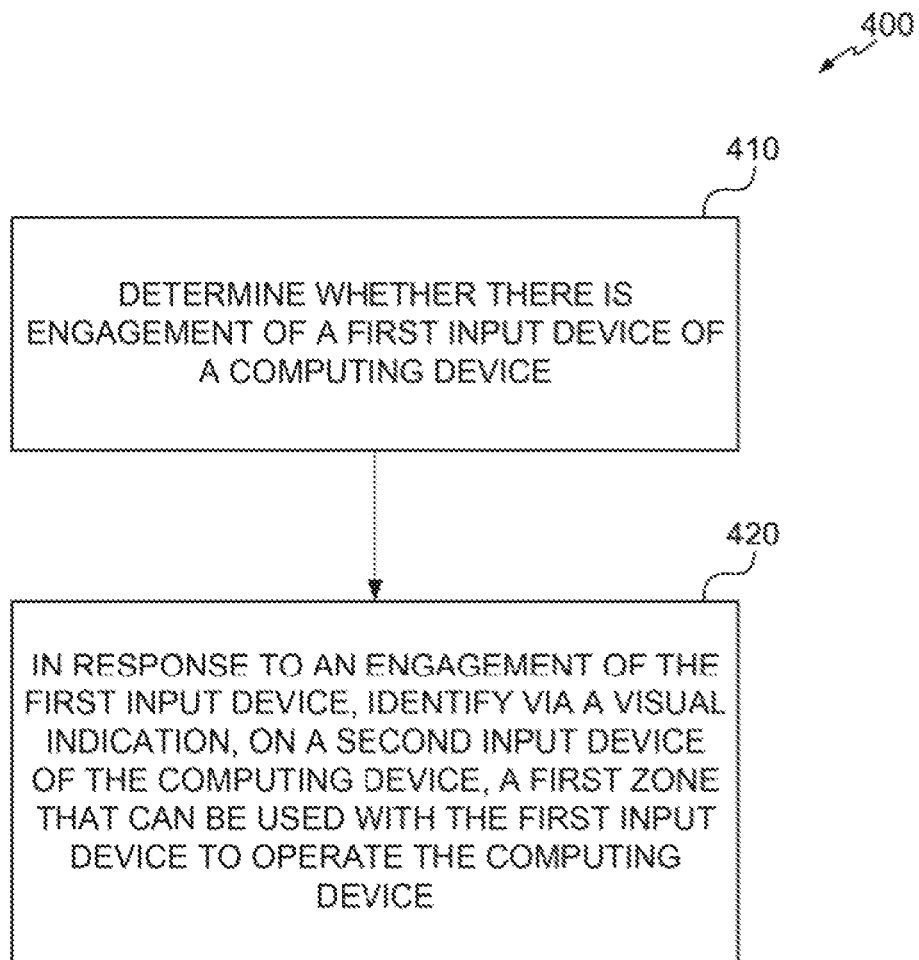 400
410
DETERMINE WHETHER THERE IS
ENGAGEMENT OF A FIRST INPUT DEVICE OF
A COMPUTING DEVICE
420
IN RESPONSE TO AN ENGAGEMENT OF THE
FIRST INPUT DEVICE, IDENTIFY VIA A VISUAL
INDICATION, ON A SECOND INPUT DEVICE
OF THE COMPUTING DEVICE, A FIRST ZONE
THAT CAN BE USED WITH THE FIRST INPUT
DEVICE TO OPERATE THE COMPUTING
DEVICE